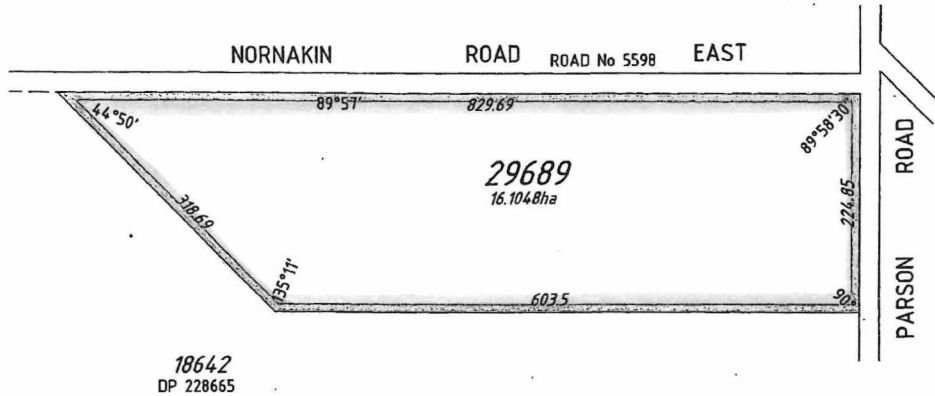 NORNAKIN ROAD ROAD No 5598 EAST
89°57' 829.69
44°50'
89°58'30"
ROAD
29689
16.1048ha
318.69
224.85
135°11'
603.5
90°
PARSON
18642
DP 228665